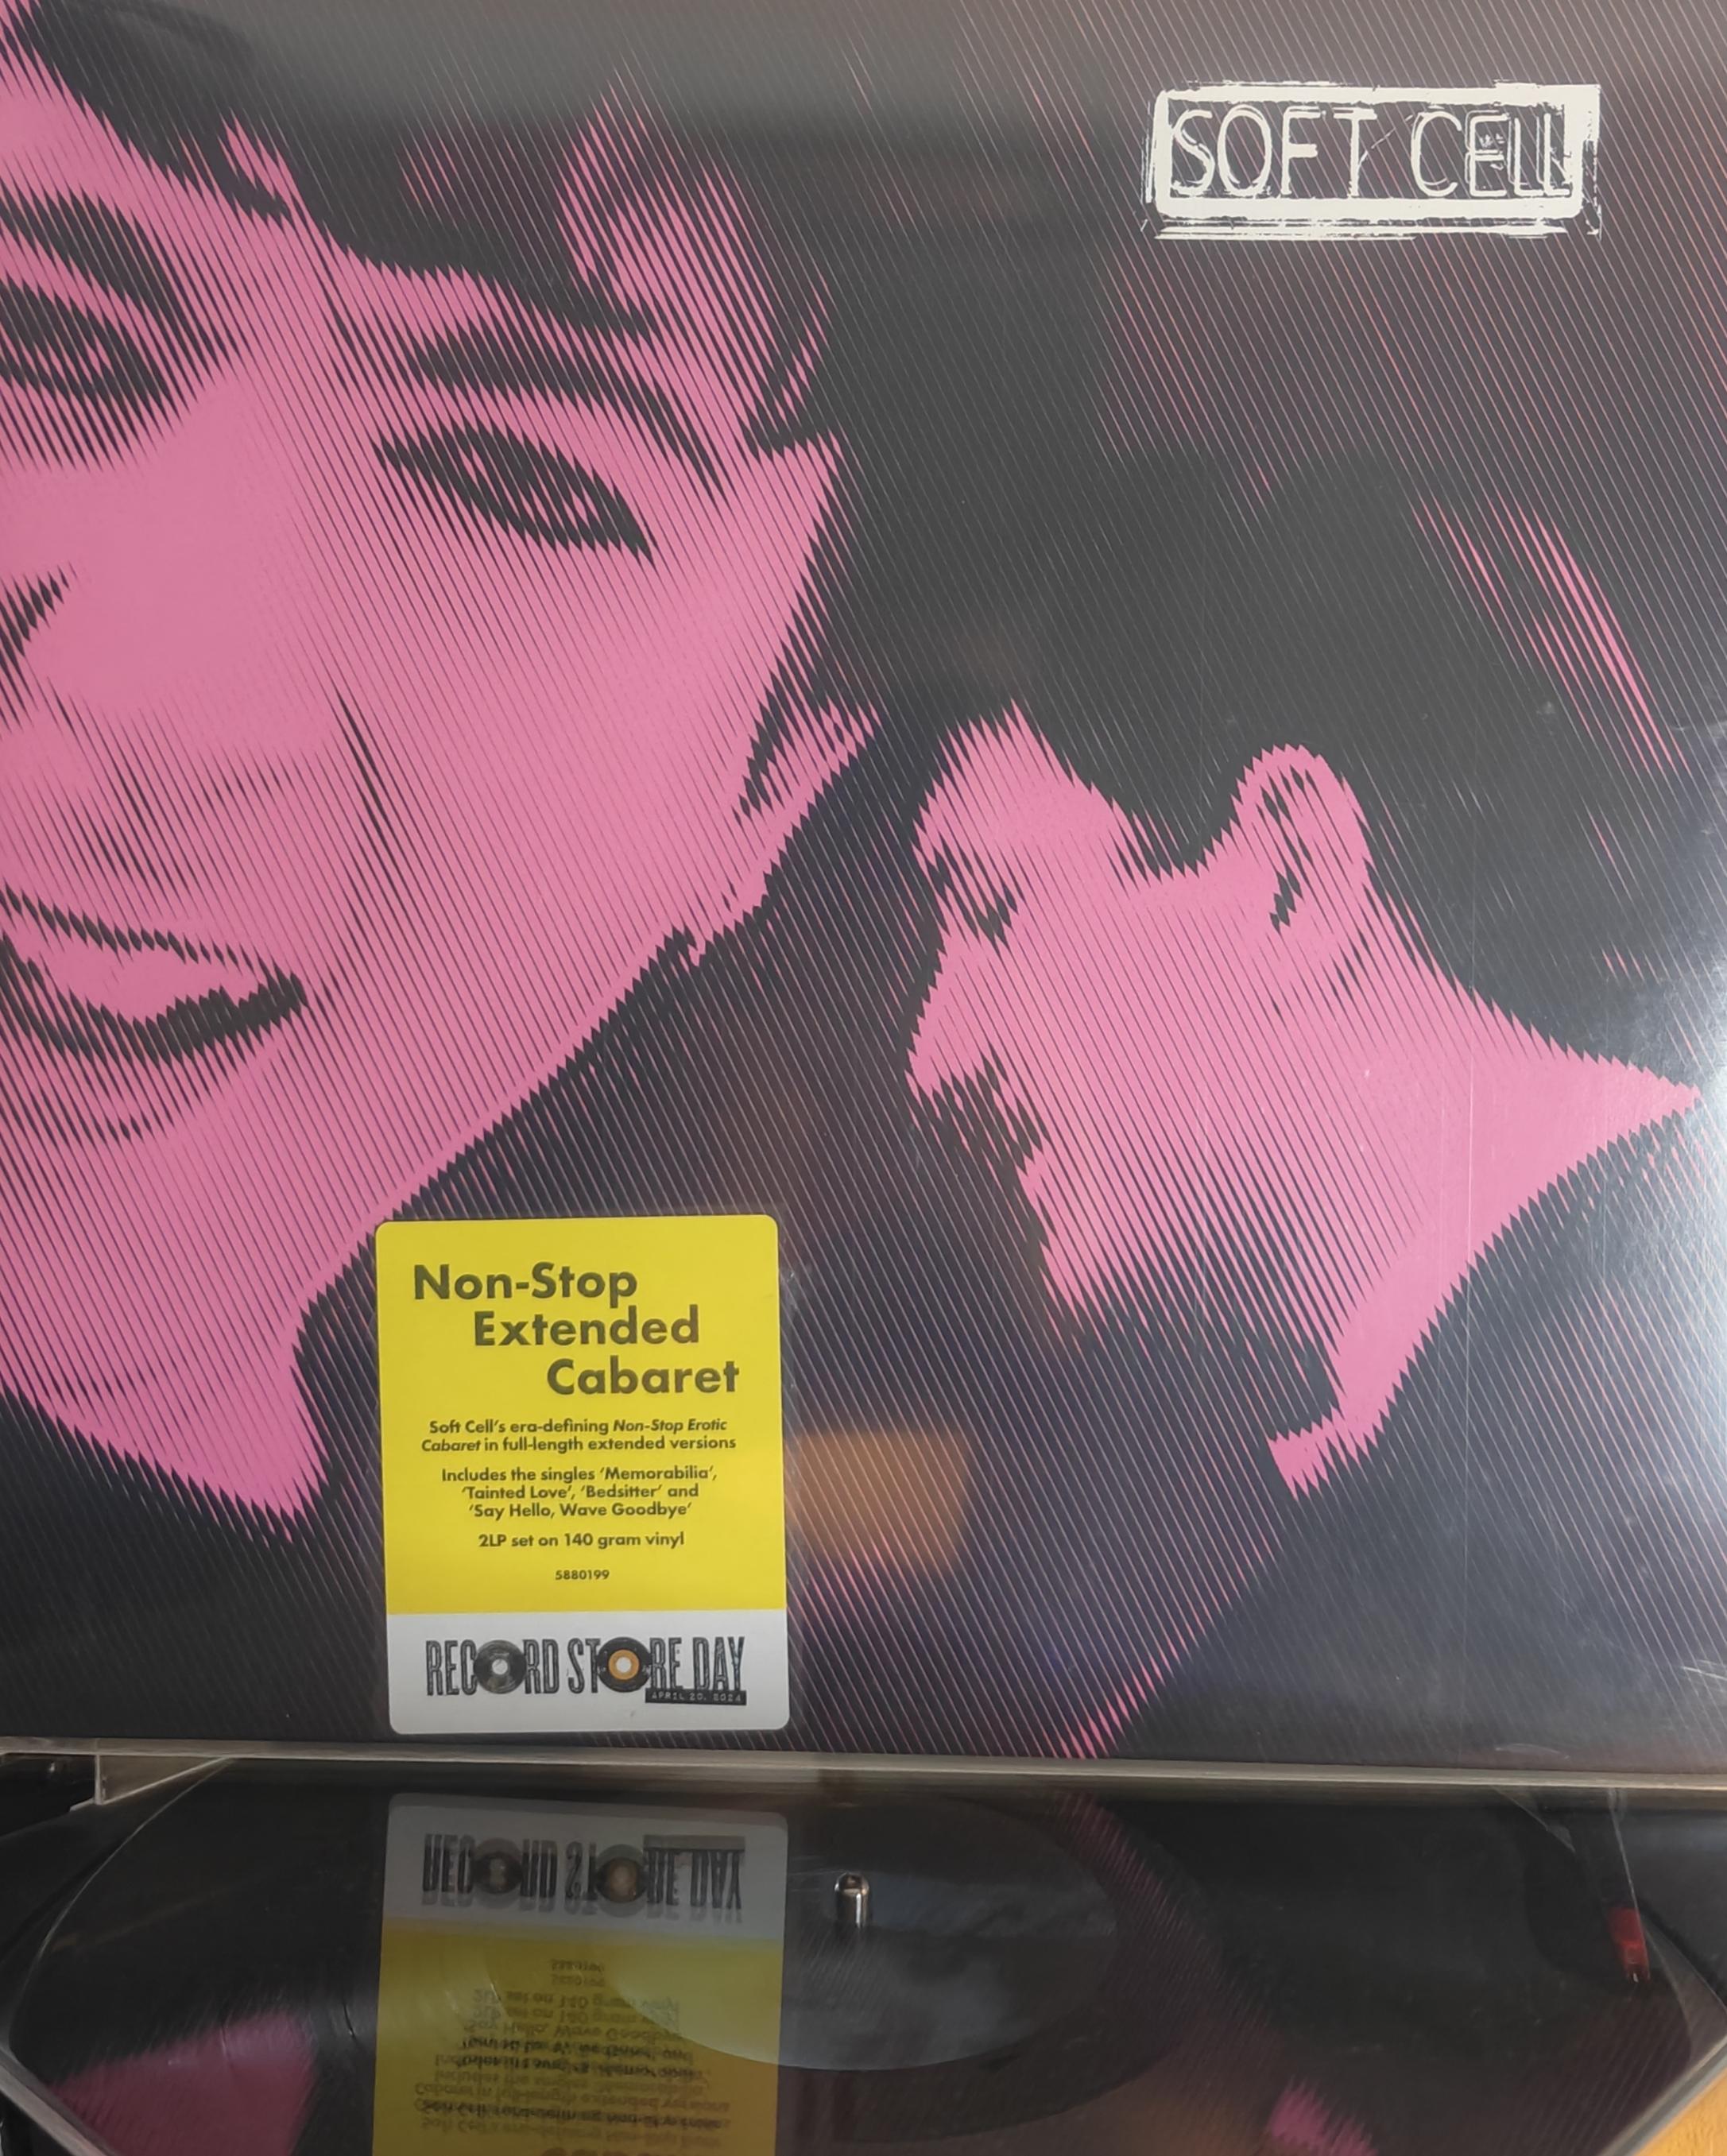 SOFT CELL
Non-Stop
Extended
Cabaret
Soft Cell's era-defining Non-Stop Erotic
Cabaret in full-length extended versions
Includes the singles 'Memorabilia',
'Tainted Love', 'Bedsitter' and
'Say Hello, Wave Goodbye'
2LP set on 140 gram vinyl
5880199
RECORD STORE DAY
APRIL 20, 2024